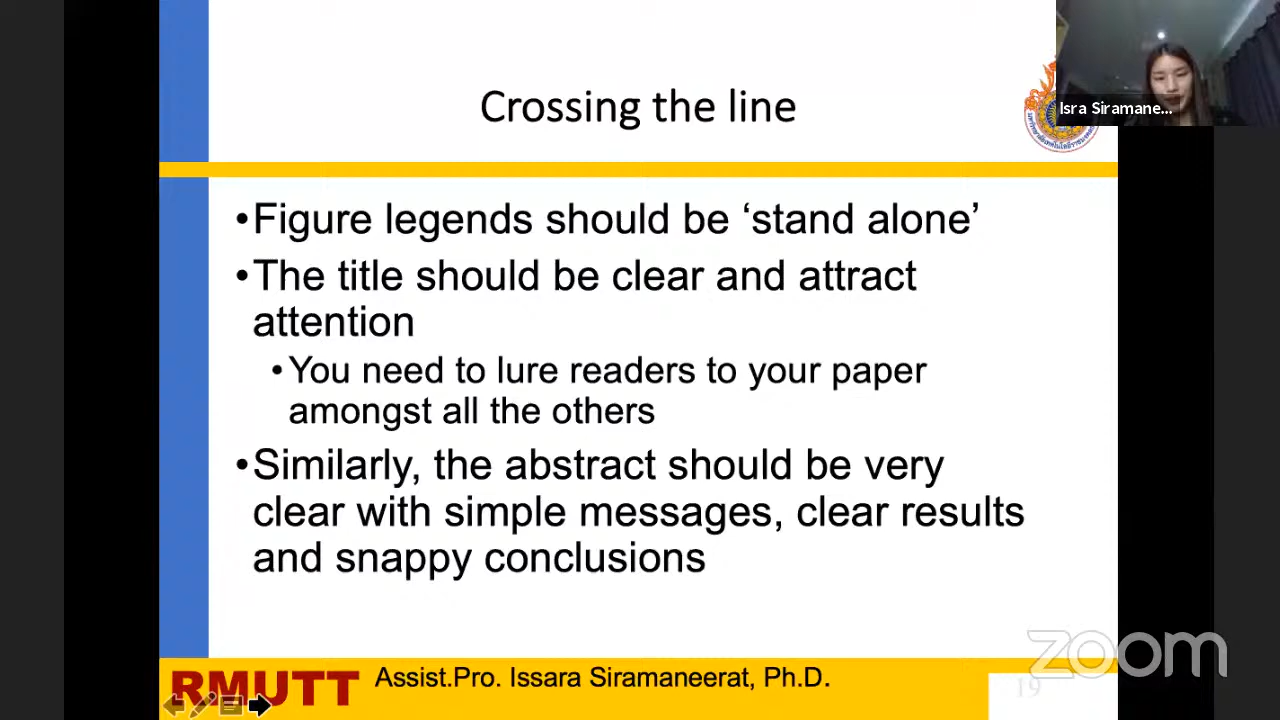 Crossing the line
Isra Siramane...
•Figure legends should be ‘stand alone’
•The title should be clear and attract
attention
•You need to lure readers to your paper
amongst all the others
•Similarly, the abstract should be very
clear with simple messages, clear results
and snappy conclusions
zoom
RMUTT
Assist.Pro. Issara Siramaneerat, Ph.D.
19